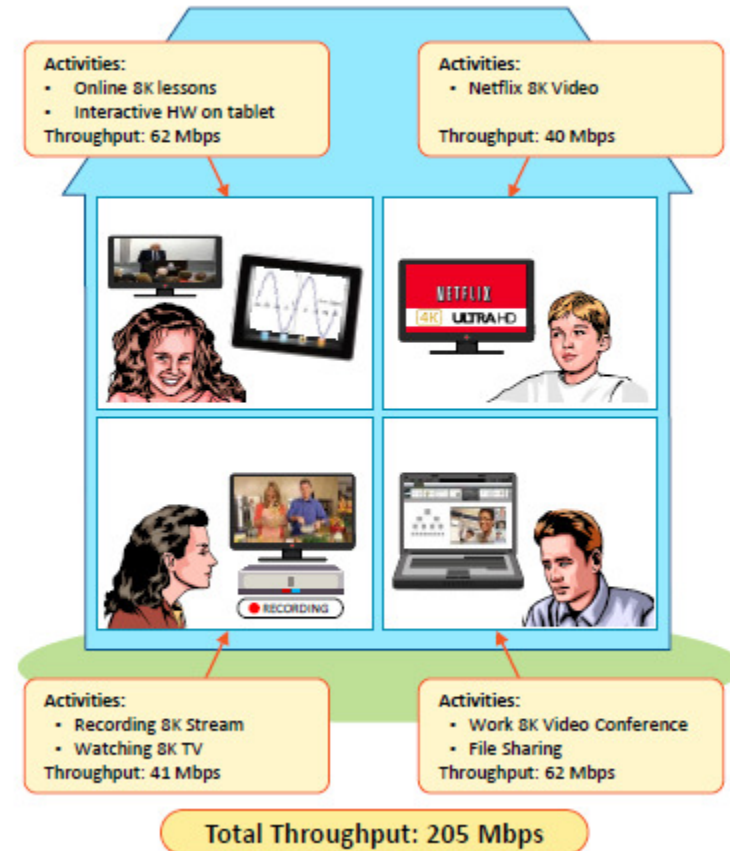 Activities:
• Online 8K lessons
• Interactive HW on tablet
Throughput: 62 Mbps
Activities:
• Netflix 8K Video
Throughput: 40 Mbps
NETFLIX
4K ULTRA HD
RECORDING
Activities:
• Recording 8K Stream
• Watching 8K TV
Throughput: 41 Mbps
Activities:
• Work 8K Video Conference
• File Sharing
Throughput: 62 Mbps
Total Throughput: 205 Mbps